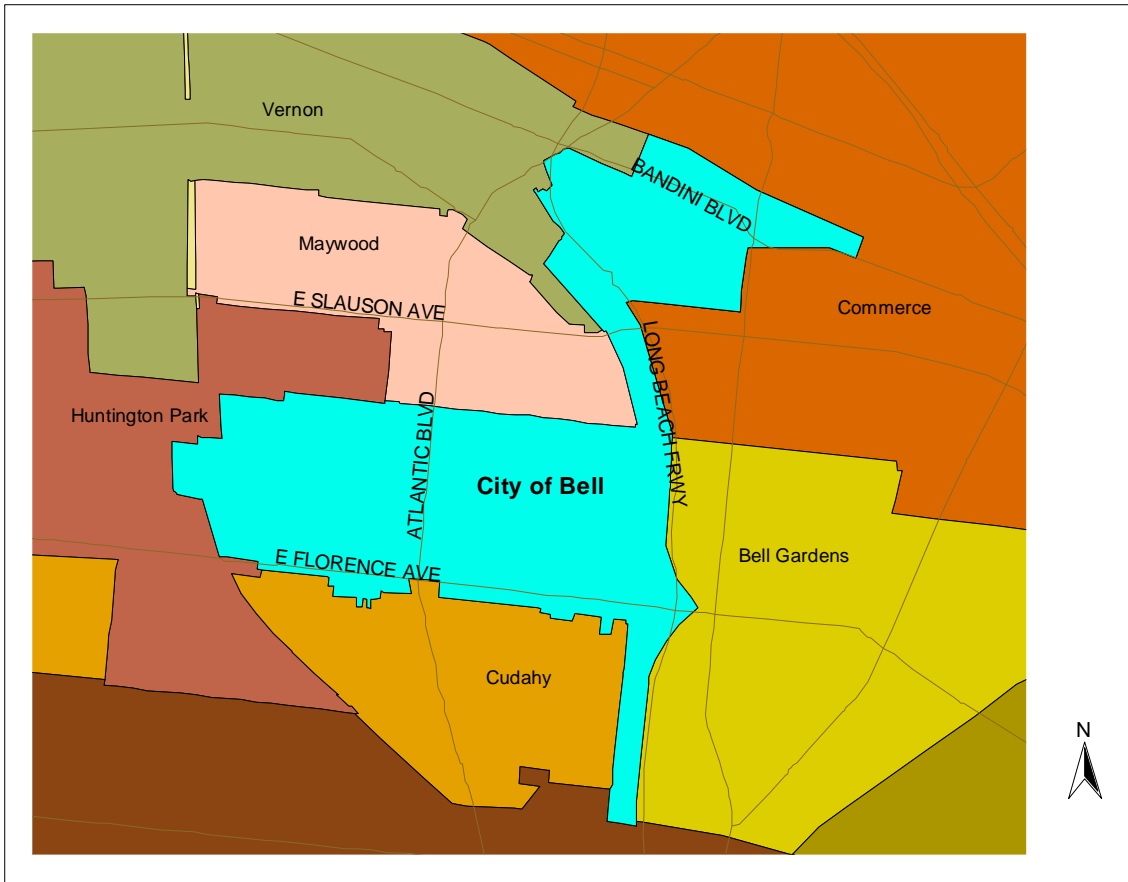 Vernon
BANDINI BLVD
Maywood
E SLAUSON AVE
Commerce
LONG BEACH FRWY
Huntington Park
ATLANTIC BLVD
City of Bell
E FLORENCE AVE
Bell Gardens
Cudahy
N